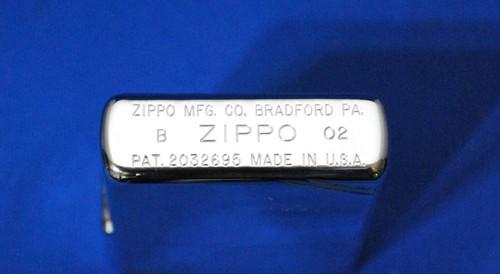 ZIPPO MFG. CO. BRADFORD PA.
B ZIPPO 02
PAT. 2032695 MADE IN U.S.A.